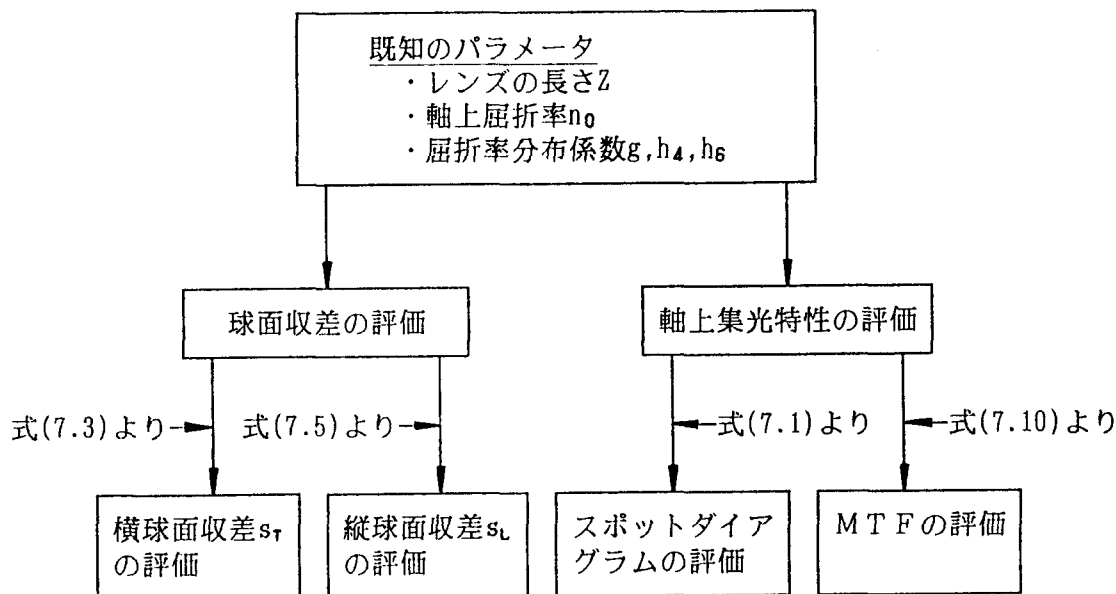 既知のパラメータ
・レンズの長さZ
・軸上屈折率n₀
・屈折率分布係数g,h₄,h₆
球面収差の評価
軸上集光特性の評価
式(7.3)より
式(7.5)より
式(7.1)より
式(7.10)より
横球面収差s_T
の評価
縦球面収差s_L
の評価
スポットダイア
グラムの評価
MTFの評価